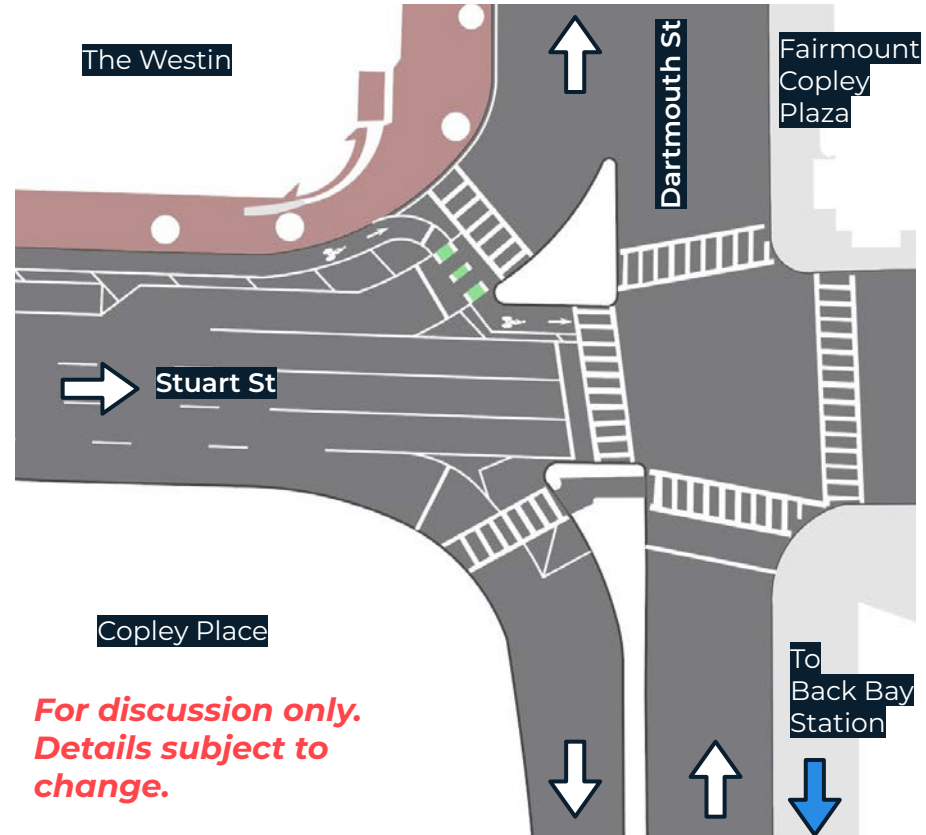 The Westin
Dartmouth St
Fairmount
Copley
Plaza
Stuart St
Copley Place
To
Back Bay
Station
For discussion only.
Details subject to
change.